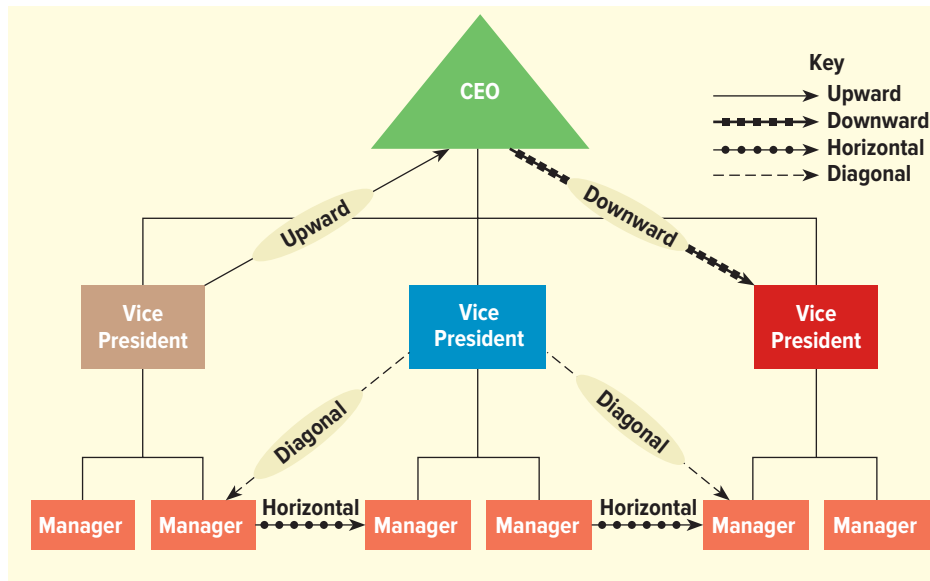 CEO
Key
Upward
Downward
Horizontal
Diagonal
Upward
Downward
Vice
President
Vice
President
Vice
President
Diagonal
Diagonal
Manager
Manager
Horizontal
Manager
Manager
Horizontal
Manager
Manager